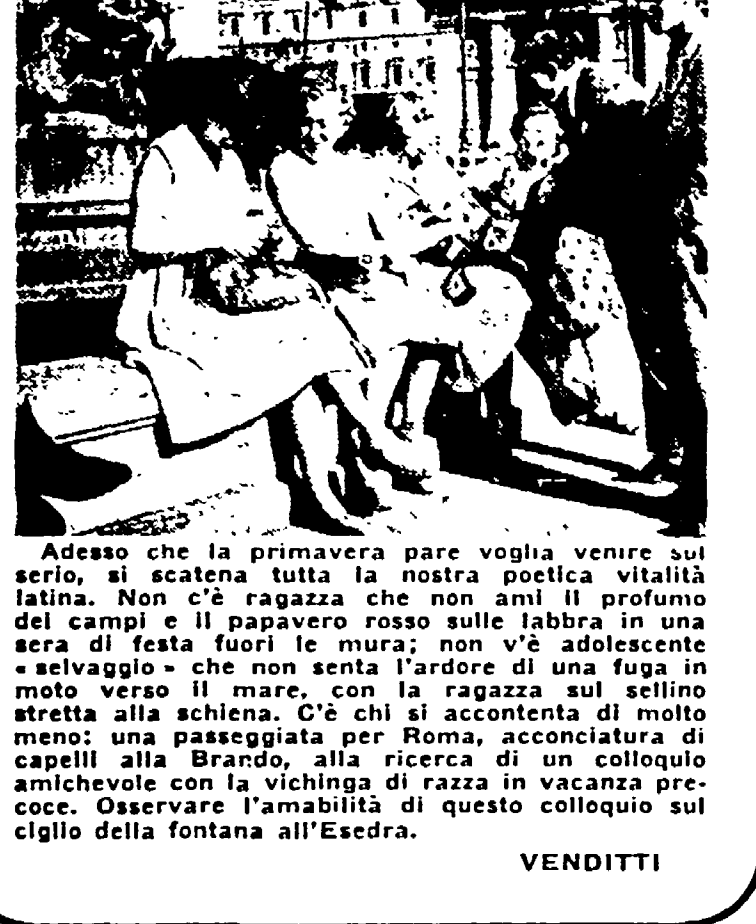 Adesso che la primavera pare voglia venire sul
serio, si scatena tutta la nostra poetica vitalità
latina. Non c'è ragazza che non ami il profumo
dei campi e il papavero rosso sulle labbra in una
sera di festa fuori le mura; non v'è adolescente
« selvaggio » che non senta l'ardore di una fuga in
moto verso il mare, con la ragazza sul sellino
stretta alla schiena. C'è chi si accontenta di molto
meno: una passeggiata per Roma, acconciatura di
capelli alla Brando, alla ricerca di un colloquio
amichevole con la vichinga di razza in vacanza pre-
coce. Osservare l'amabilità di questo colloquio sul
ciglio della fontana all'Esedra.
VENDITTI